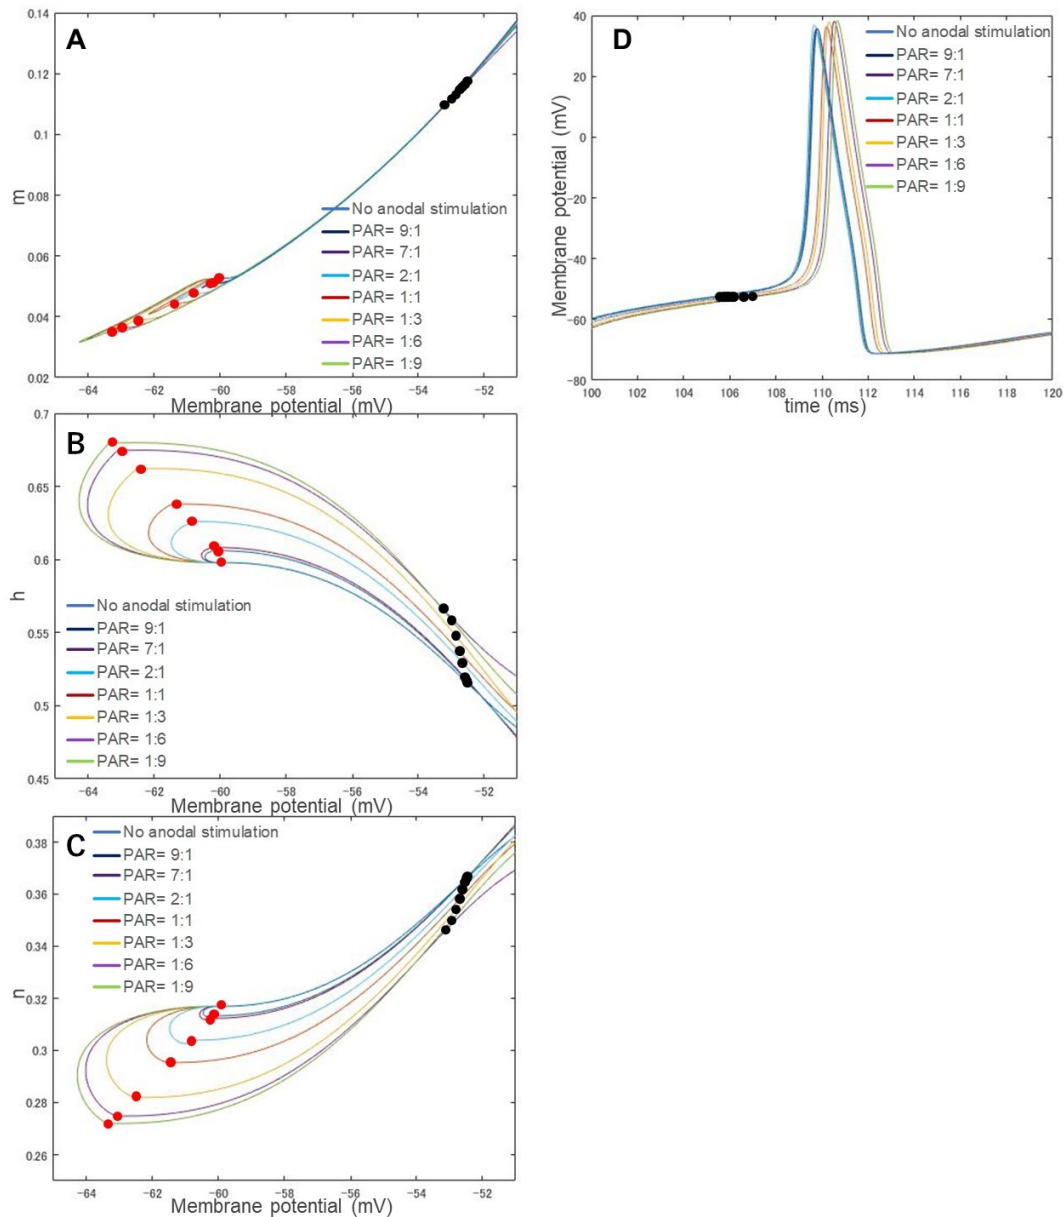 A
0.14
0.12
0.1
0.08
0.06
0.04
0.02
m
No anodal stimulation
PAR= 9:1
PAR= 7:1
PAR= 2:1
PAR= 1:1
PAR= 1:3
PAR= 1:6
PAR= 1:9
−64 −62 −60 −58 −56 −54 −52
Membrane potential (mV)
B
0.7
0.65
0.6
0.55
0.5
0.45
h
No anodal stimulation
PAR= 9:1
PAR= 7:1
PAR= 2:1
PAR= 1:1
PAR= 1:3
PAR= 1:6
PAR= 1:9
−64 −62 −60 −58 −56 −54 −52
Membrane potential (mV)
C
0.38
0.36
0.34
0.32
0.3
0.28
0.26
n
No anodal stimulation
PAR= 9:1
PAR= 7:1
PAR= 2:1
PAR= 1:1
PAR= 1:3
PAR= 1:6
PAR= 1:9
−64 −62 −60 −58 −56 −54 −52
Membrane potential (mV)
D
40
20
0
−20
−40
−60
−80
Membrane potential (mV)
No anodal stimulation
PAR= 9:1
PAR= 7:1
PAR= 2:1
PAR= 1:1
PAR= 1:3
PAR= 1:6
PAR= 1:9
100 102 104 106 108 110 112 114 116 118 120
time (ms)